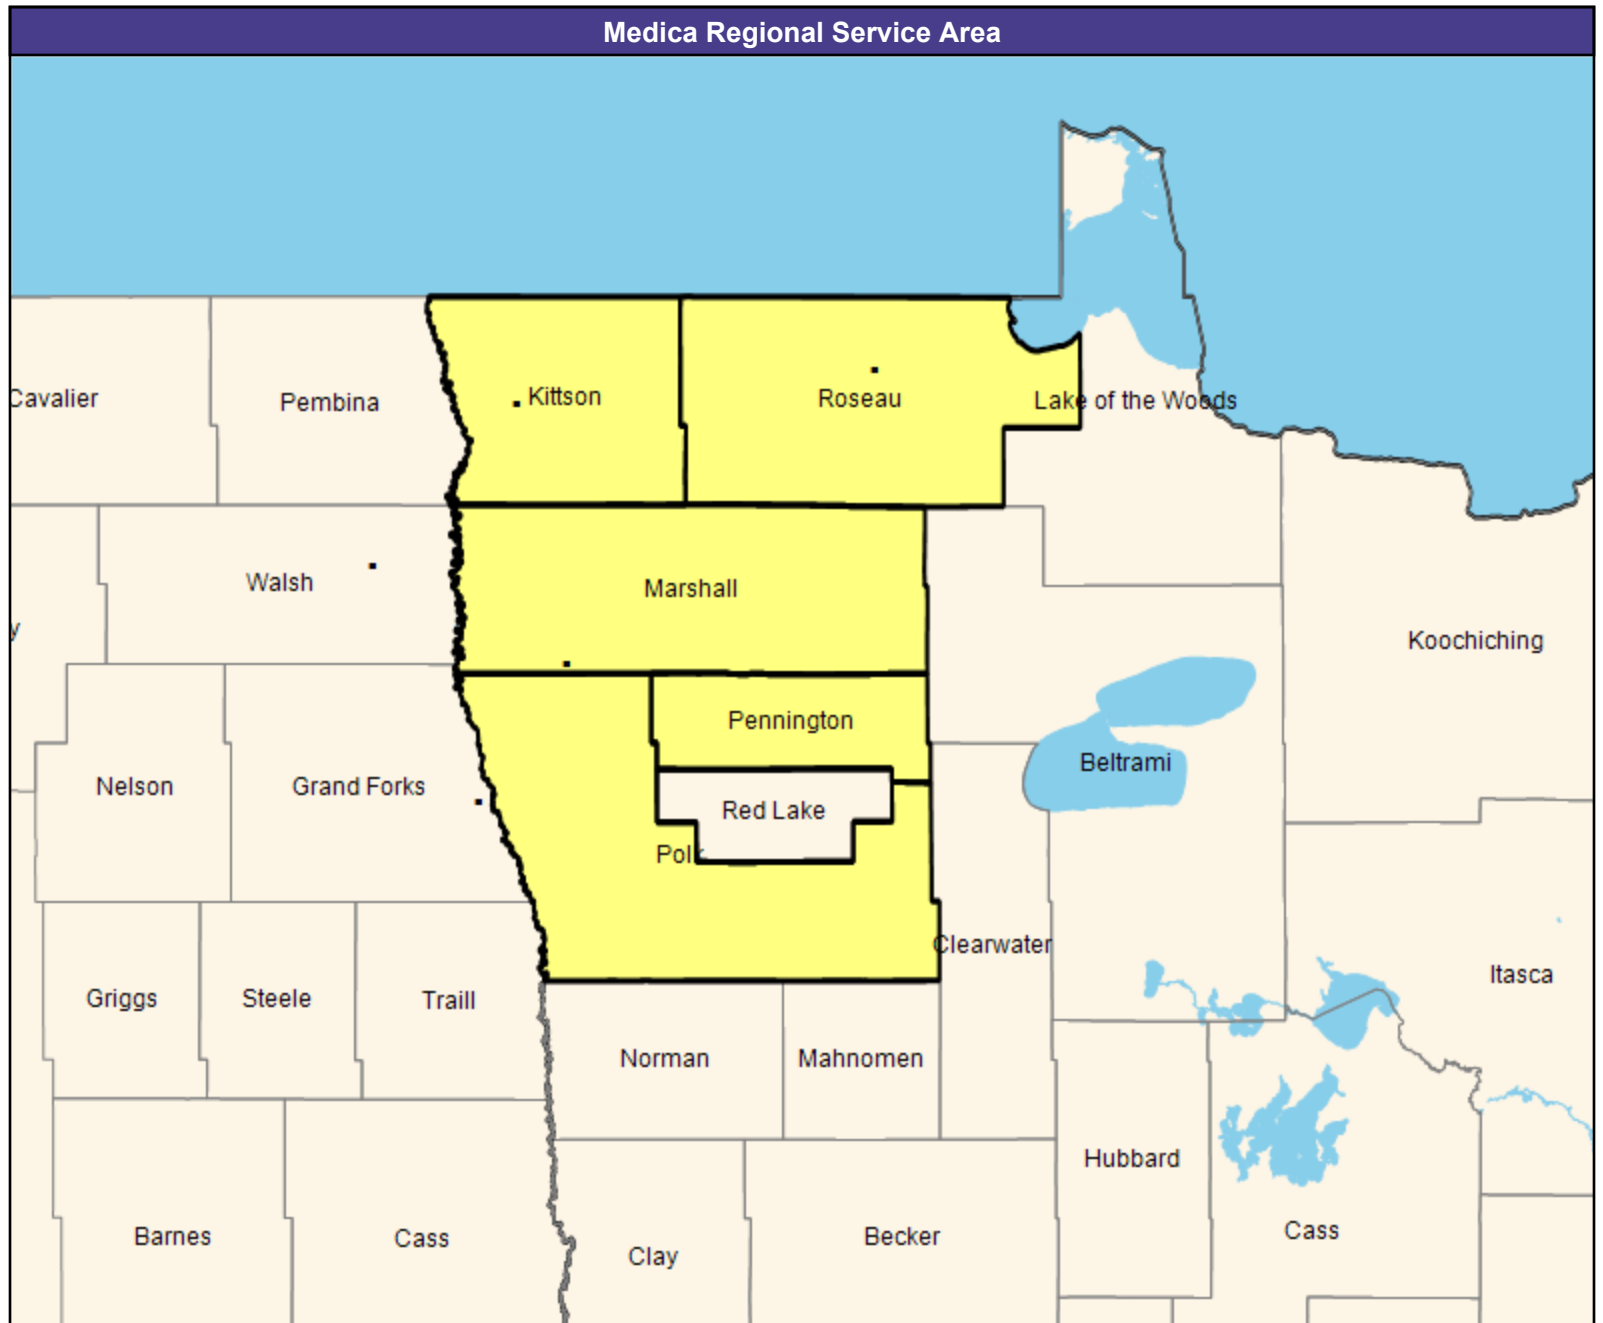 Medica Regional Service Area
Cavalier
Pembina
Kittson
Roseau
Lake of the Woods
Walsh
Marshall
y
Koochiching
Pennington
Beltrami
Nelson
Grand Forks
Red Lake
Polk
Clearwater
Itasca
Griggs
Steele
Traill
Norman
Mahnomen
Hubbard
Barnes
Cass
Clay
Becker
Cass